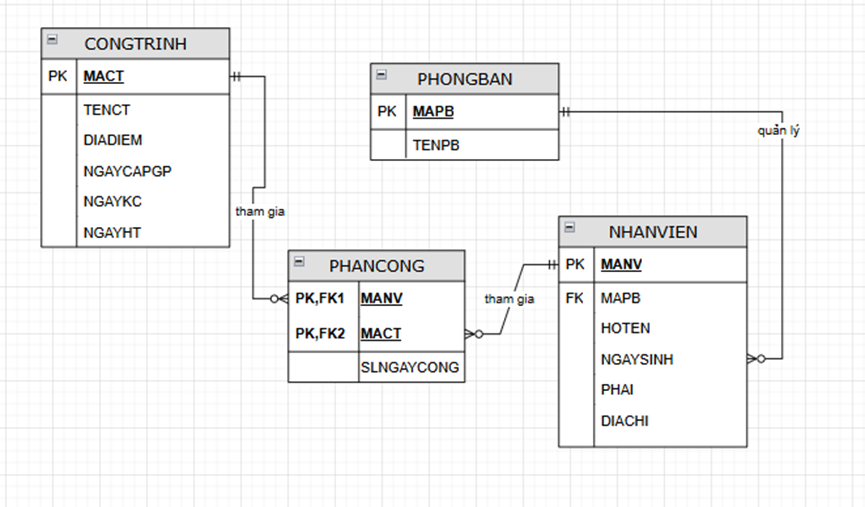 CONGTRINH
PK MACT
TENCT
DIADIEM
NGAYCAPGP
NGAYKC
NGAYHT
PHONGBAN
PK MAPB
TENPB
quản lý
tham gia
NHANVIEN
PK MANV
FK MAPB
HOTEN
NGAYSINH
PHAI
DIACHI
PHANCONG
PK,FK1 MANV
PK,FK2 MACT
SLNGAYCONG
tham gia